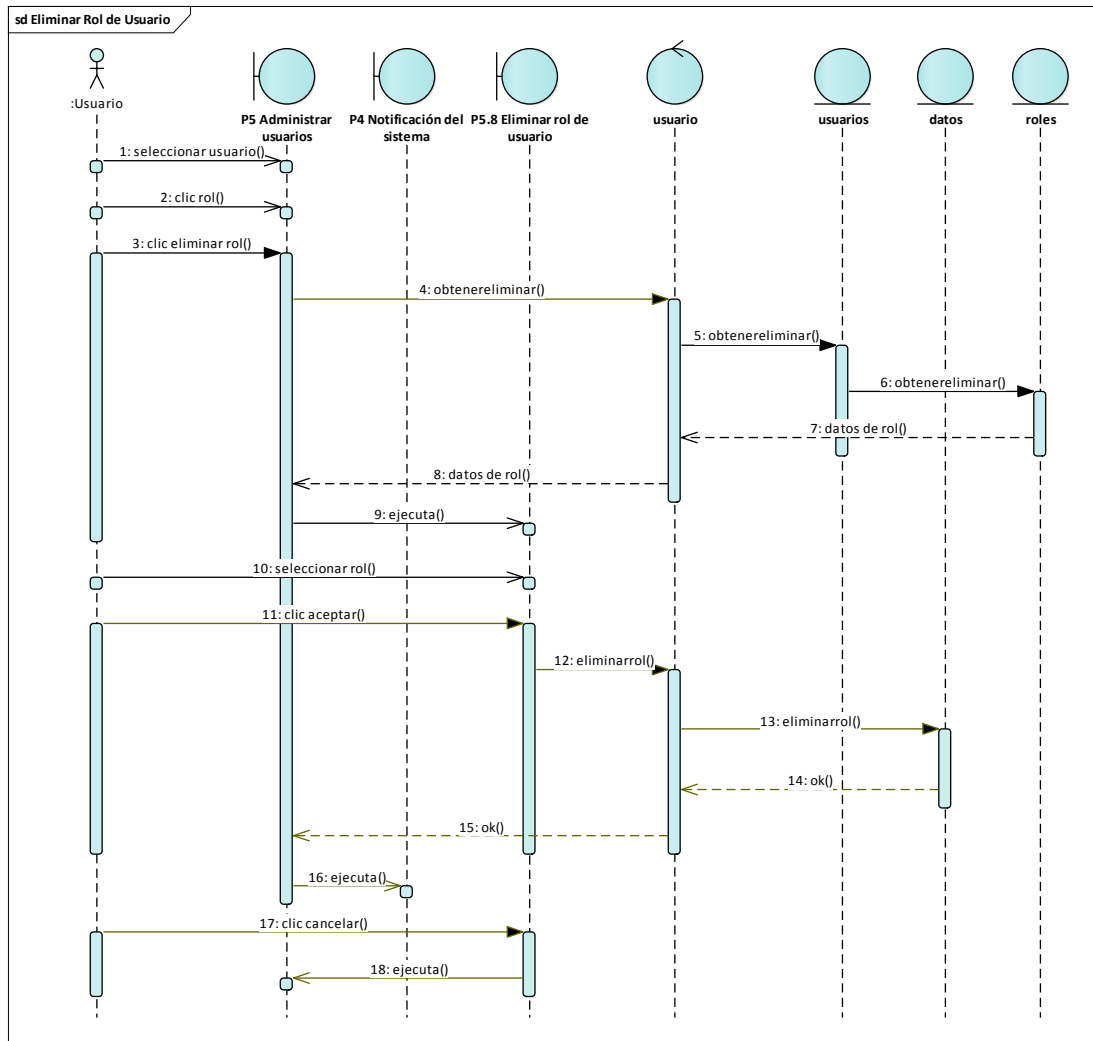 sd Eliminar Rol de Usuario
:Usuario
P5 Administrar
usuarios
P4 Notificación del
sistema
P5.8 Eliminar rol de
usuario
usuario
usuarios
datos
roles
1: seleccionar usuario()
2: clic rol()
3: clic eliminar rol()
4: obtenereliminar()
5: obtenereliminar()
6: obtenereliminar()
7: datos de rol()
8: datos de rol()
9: ejecuta()
10: seleccionar rol()
11: clic aceptar()
12: eliminarrol()
13: eliminarrol()
14: ok()
15: ok()
16: ejecuta()
17: clic cancelar()
18: ejecuta()